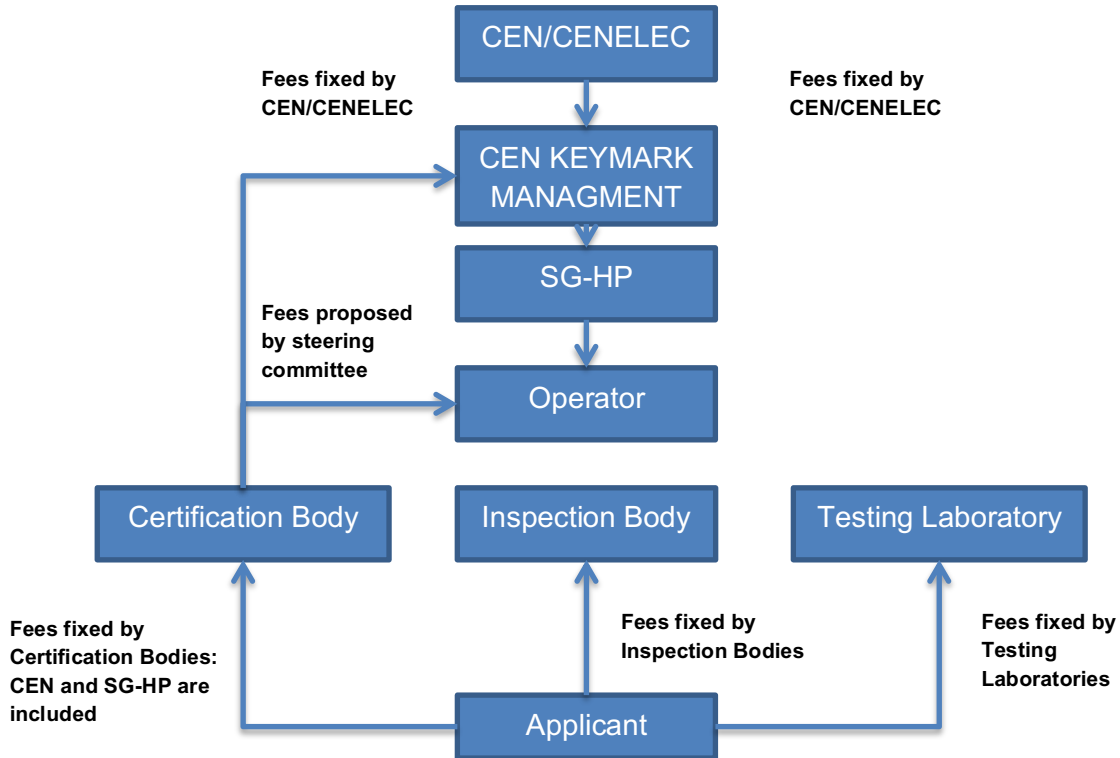 CEN/CENELEC
Fees fixed by
CEN/CENELEC
Fees fixed by
CEN/CENELEC
CEN KEYMARK
MANAGMENT
SG-HP
Fees proposed
by steering
committee
Operator
Certification Body
Inspection Body
Testing Laboratory
Fees fixed by
Certification Bodies:
CEN and SG-HP are
included
Fees fixed by
Inspection Bodies
Fees fixed by
Testing
Laboratories
Applicant